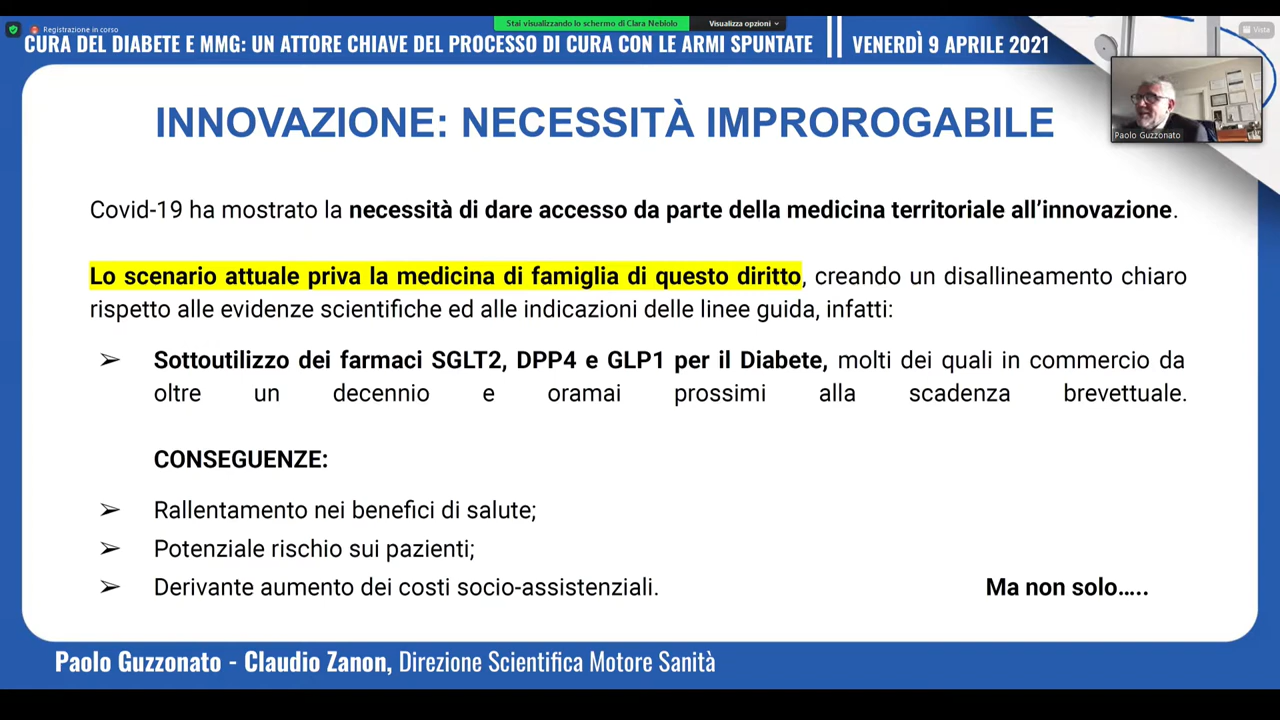 Stai visualizzando lo schermo di Clara Nebiolo
Visualizza opzioni
Registrazione in corso
Vista
CURA DEL DIABETE E MMG: UN ATTORE CHIAVE DEL PROCESSO DI CURA CON LE ARMI SPUNTATE
VENERDÌ 9 APRILE 2021
INNOVAZIONE: NECESSITÀ IMPROROGABILE
Paolo Guzzonato
Covid-19 ha mostrato la necessità di dare accesso da parte della medicina territoriale all'innovazione.
Lo scenario attuale priva la medicina di famiglia di questo diritto, creando un disallineamento chiaro
rispetto alle evidenze scientifiche ed alle indicazioni delle linee guida, infatti:
➢ Sottoutilizzo dei farmaci SGLT2, DPP4 e GLP1 per il Diabete, molti dei quali in commercio da
oltre un decennio e oramai prossimi alla scadenza brevettuale.
CONSEGUENZE:
➢ Rallentamento nei benefici di salute;
➢ Potenziale rischio sui pazienti;
➢ Derivante aumento dei costi socio-assistenziali.
Ma non solo…..
Paolo Guzzonato - Claudio Zanon, Direzione Scientifica Motore Sanità